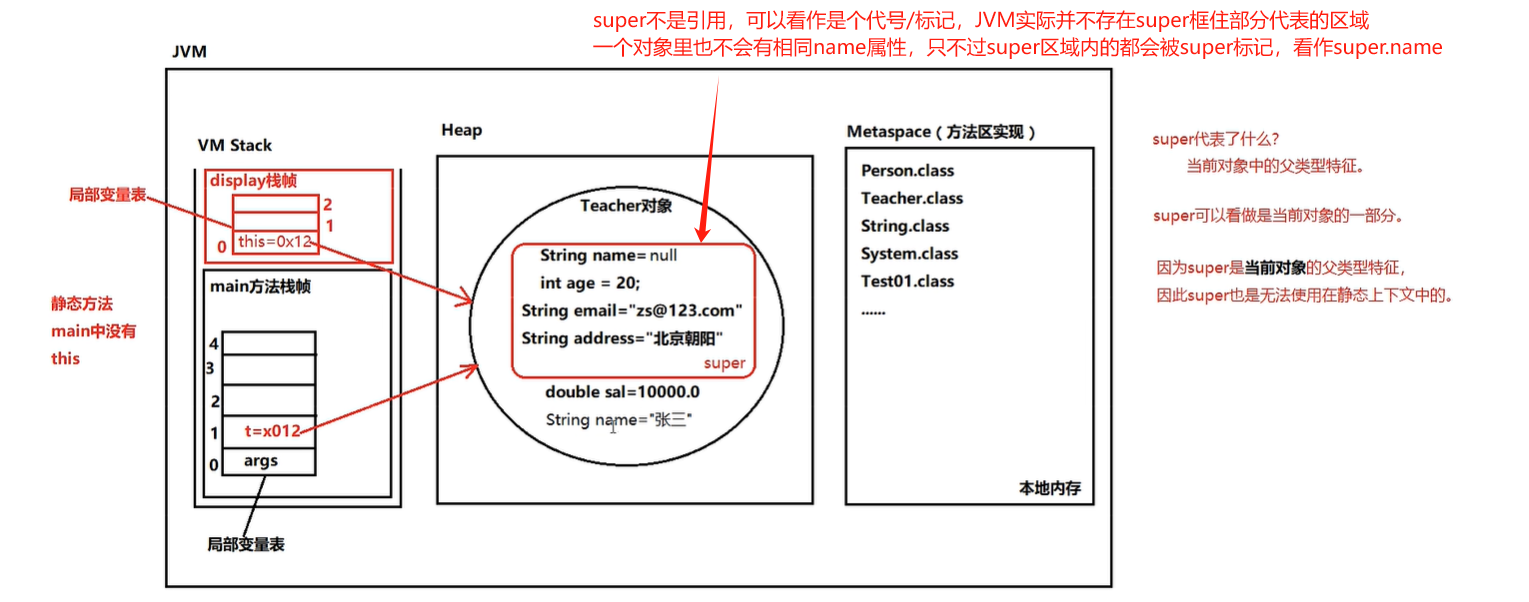 super不是引用，可以看作是个代号/标记，JVM实际并不存在super框住部分代表的区域
一个对象里也不会有相同name属性，只不过super区域内的都会被super标记，看作super.name
JVM
VM Stack
display栈帧
局部变量表
2
1
0
this=0x12
main方法栈帧
静态方法
main中没有
this
4
3
2
1
t=x012
0
args
局部变量表
Heap
Teacher对象
String name=null
int age = 20;
String email="zs@123.com"
String address="北京朝阳"
super
double sal=10000.0
String name="张三"
Metaspace（方法区实现）
Person.class
Teacher.class
String.class
System.class
Test01.class
......
本地内存
super代表了什么？
当前对象中的父类型特征。
super可以看做是当前对象的一部分。
因为super是当前对象的父类型特征，
因此super也是无法使用在静态上下文中的。